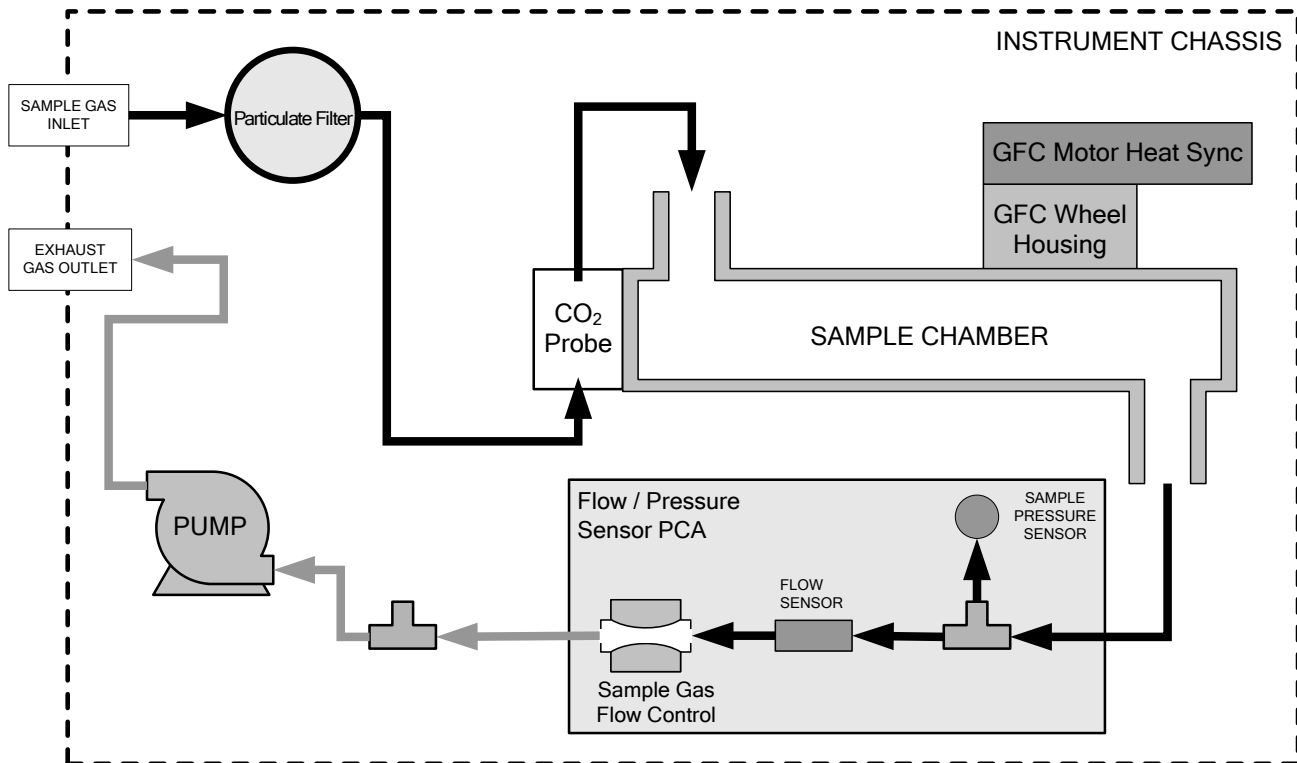 INSTRUMENT CHASSIS
SAMPLE GAS
INLET
Particulate Filter
GFC Motor Heat Sync
GFC Wheel
Housing
EXHAUST
GAS OUTLET
CO₂
Probe
SAMPLE CHAMBER
PUMP
Flow / Pressure
Sensor PCA
SAMPLE
PRESSURE
SENSOR
FLOW
SENSOR
Sample Gas
Flow Control